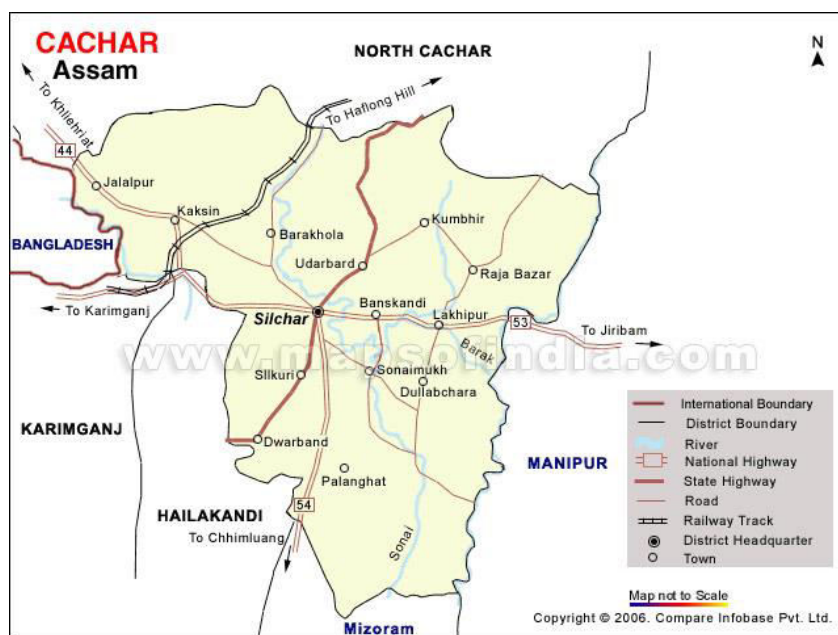 CACHAR
Assam
NORTH CACHAR
N
To Khliehriat
To Haflong Hill
44
Jalalpur
Kaksin
Kumbhir
Barakhola
BANGLADESH
Udarbard
Raja Bazar
To Karimganj
Silchar
Banskandi
Lakhipur
53
To Jiribam
www.mapsofindia.com
Barak
Sonaimukh
Sllkuri
Dullabchara
KARIMGANJ
Dwarband
MANIPUR
Palanghat
HAILAKANDI
54
To Chhimluang
Sonai
Mizoram
International Boundary
District Boundary
River
National Highway
State Highway
Road
Railway Track
District Headquarter
Town
Map not to Scale
Copyright © 2006. Compare Infobase Pvt. Ltd.